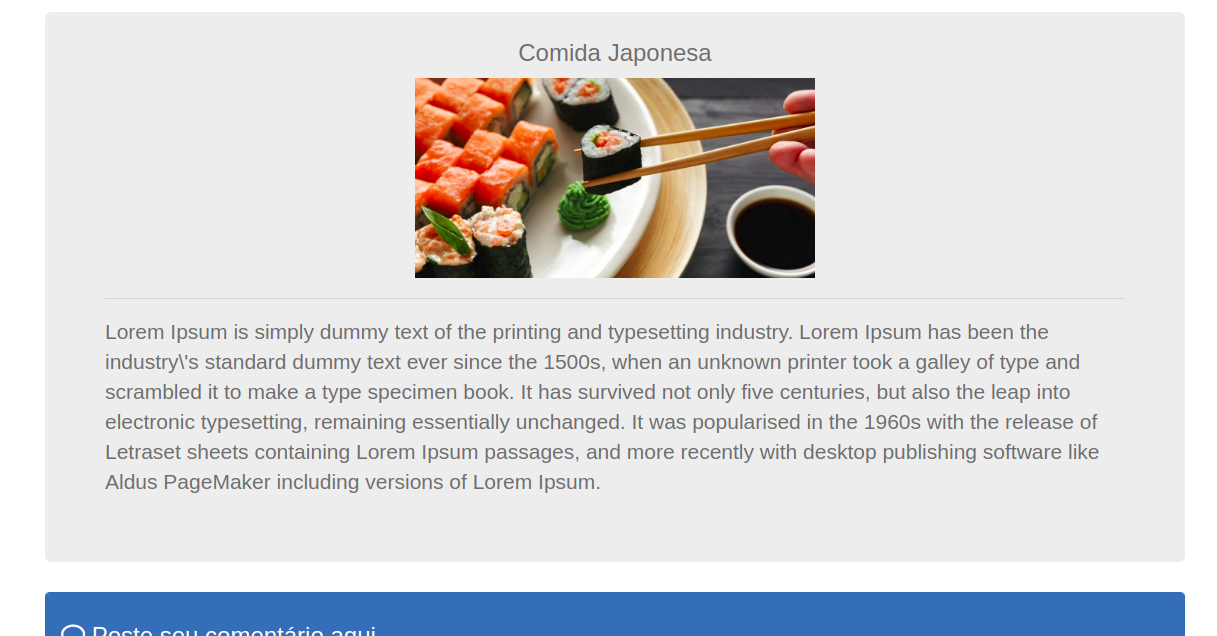 Comida Japonesa
Lorem Ipsum is simply dummy text of the printing and typesetting industry. Lorem Ipsum has been the
industry\'s standard dummy text ever since the 1500s, when an unknown printer took a galley of type and
scrambled it to make a type specimen book. It has survived not only five centuries, but also the leap into
electronic typesetting, remaining essentially unchanged. It was popularised in the 1960s with the release of
Letraset sheets containing Lorem Ipsum passages, and more recently with desktop publishing software like
Aldus PageMaker including versions of Lorem Ipsum.
Poste seu comentário aqui